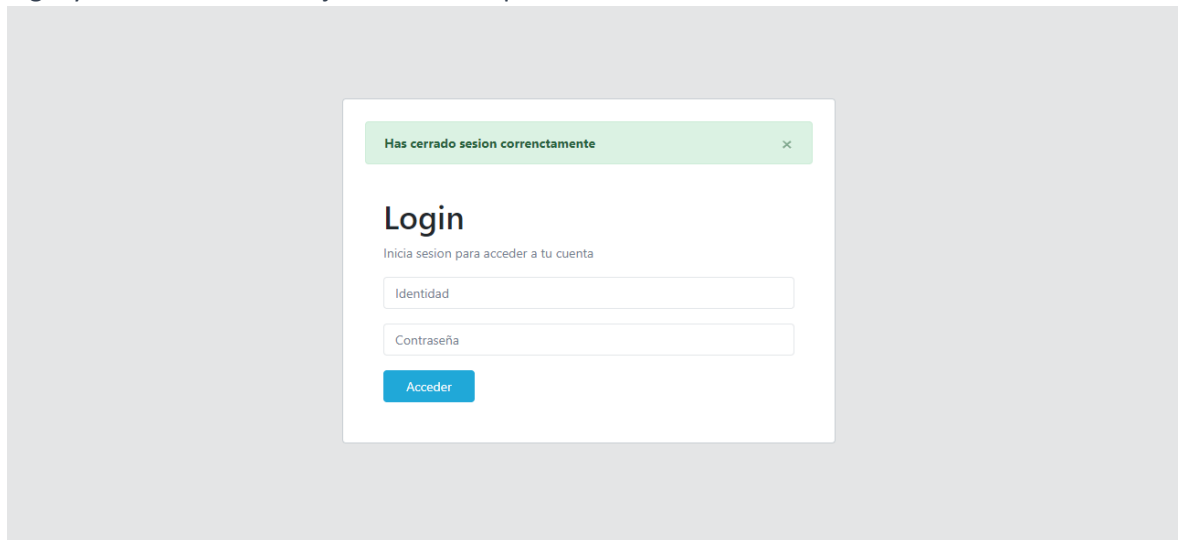 Has cerrado sesion correnctamente ×
Login
Inicia sesion para acceder a tu cuenta
Identidad
Contraseña
Acceder